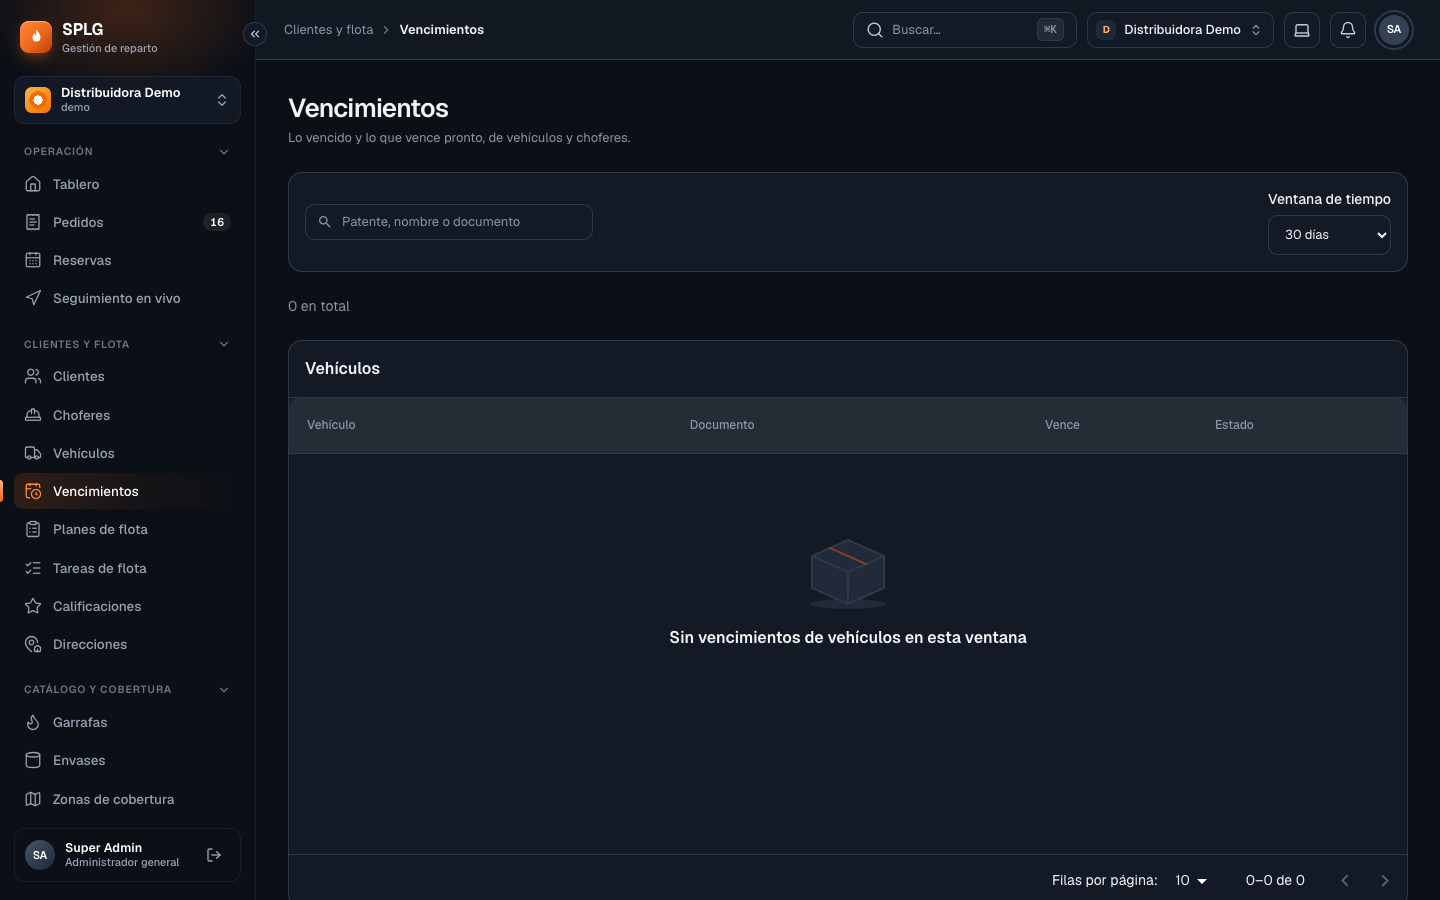 SPLG
Gestión de reparto
Distribuidora Demo
demo
OPERACIÓN
Tablero
Pedidos 16
Reservas
Seguimiento en vivo
CLIENTES Y FLOTA
Clientes
Choferes
Vehículos
Vencimientos
Planes de flota
Tareas de flota
Calificaciones
Direcciones
CATÁLOGO Y COBERTURA
Garrafas
Envases
Zonas de cobertura
SA
Super Admin
Administrador general
Clientes y flota > Vencimientos
Buscar... ⌘K
D Distribuidora Demo
SA
Vencimientos
Lo vencido y lo que vence pronto, de vehículos y choferes.
Patente, nombre o documento
Ventana de tiempo
30 días
0 en total
Vehículos
Vehículo Documento Vence Estado
Sin vencimientos de vehículos en esta ventana
Filas por página: 10 0–0 de 0